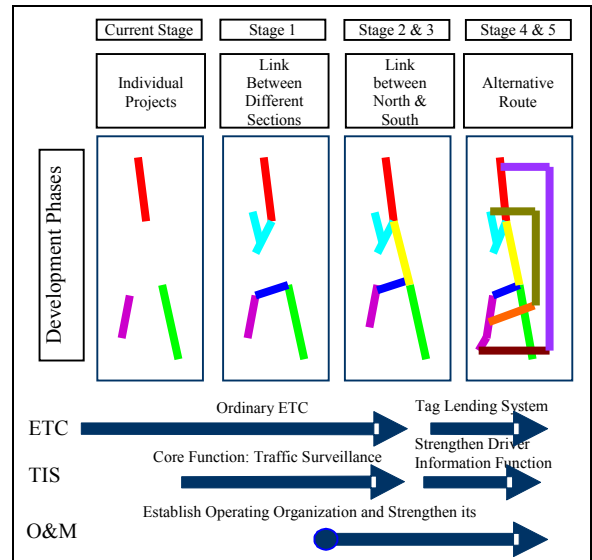 Current Stage
Stage 1
Stage 2 & 3
Stage 4 & 5
Individual
Projects
Link
Between
Different
Sections
Link
between
North &
South
Alternative
Route
Development Phases
Ordinary ETC
Tag Lending System
ETC
Core Function: Traffic Surveillance
Strengthen Driver
Information Function
TIS
Establish Operating Organization and Strengthen its
O&M